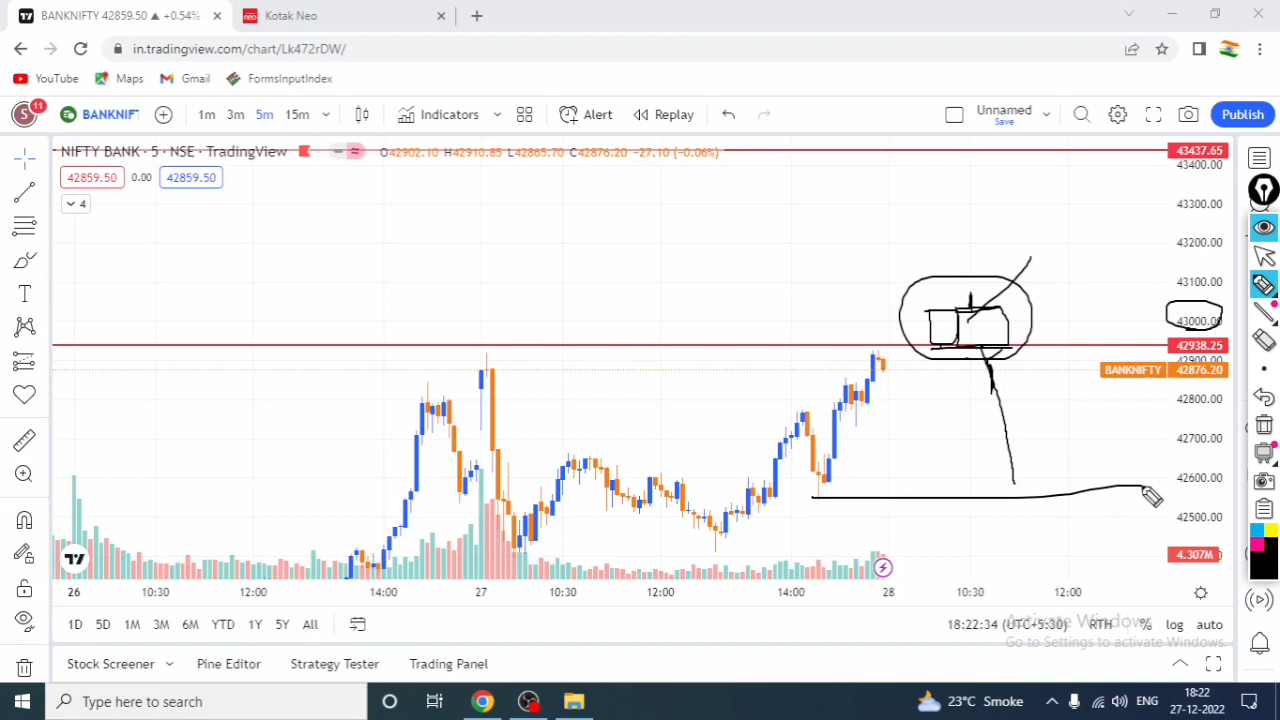 BANKNIFTY 42859.50 ▲ +0.54%
Kotak Neo
in.tradingview.com/chart/Lk472rDW/
YouTube Maps Gmail FormsInputIndex
S 11 BANKNIF 1m 3m 5m 15m Indicators Alert Replay Unnamed Save Publish
NIFTY BANK · 5 · NSE · TradingView O42902.10 H42910.85 L42865.70 C42876.20 -27.10 (-0.06%)
42859.50 0.00 42859.50
4
43437.65
43400.00
43300.00
43200.00
43100.00
43000.00
42938.25
42900.00
BANKNIFTY 42876.20
42800.00
42700.00
42600.00
42500.00
4.307M
26 10:30 12:00 14:00 27 10:30 12:00 14:00 28 10:30 12:00
1D 5D 1M 3M 6M YTD 1Y 5Y All 18:22:34 (UTC+5:30) RTH % log auto
Activate Windows
Go to Settings to activate Windows.
Stock Screener Pine Editor Strategy Tester Trading Panel
Type here to search 23°C Smoke ENG 18:22
27-12-2022